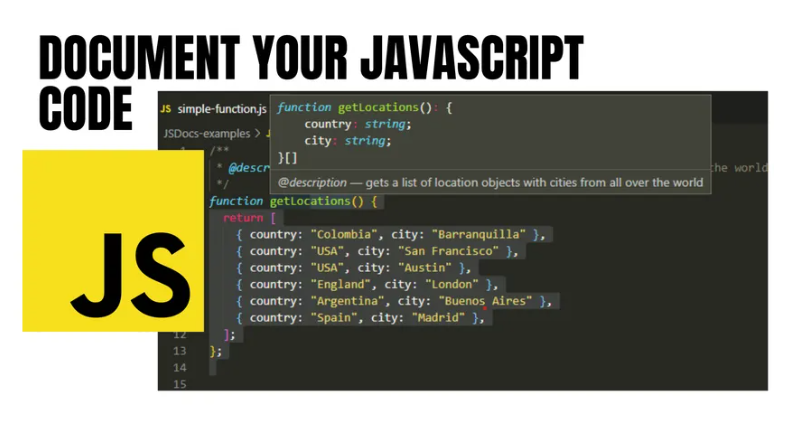 DOCUMENT YOUR JAVASCRIPT
CODE
JS simple-function.js
JSDocs-examples >
function getLocations(): {
country: string;
city: string;
}[]
@description — gets a list of location objects with cities from all over the world
/**
* @descr the world
*/
function getLocations() {
return [
{ country: "Colombia", city: "Barranquilla" },
{ country: "USA", city: "San Francisco" },
{ country: "USA", city: "Austin" },
{ country: "England", city: "London" },
{ country: "Argentina", city: "Buenos Aires" },
{ country: "Spain", city: "Madrid" },
12 ];
13 };
14
15
JS